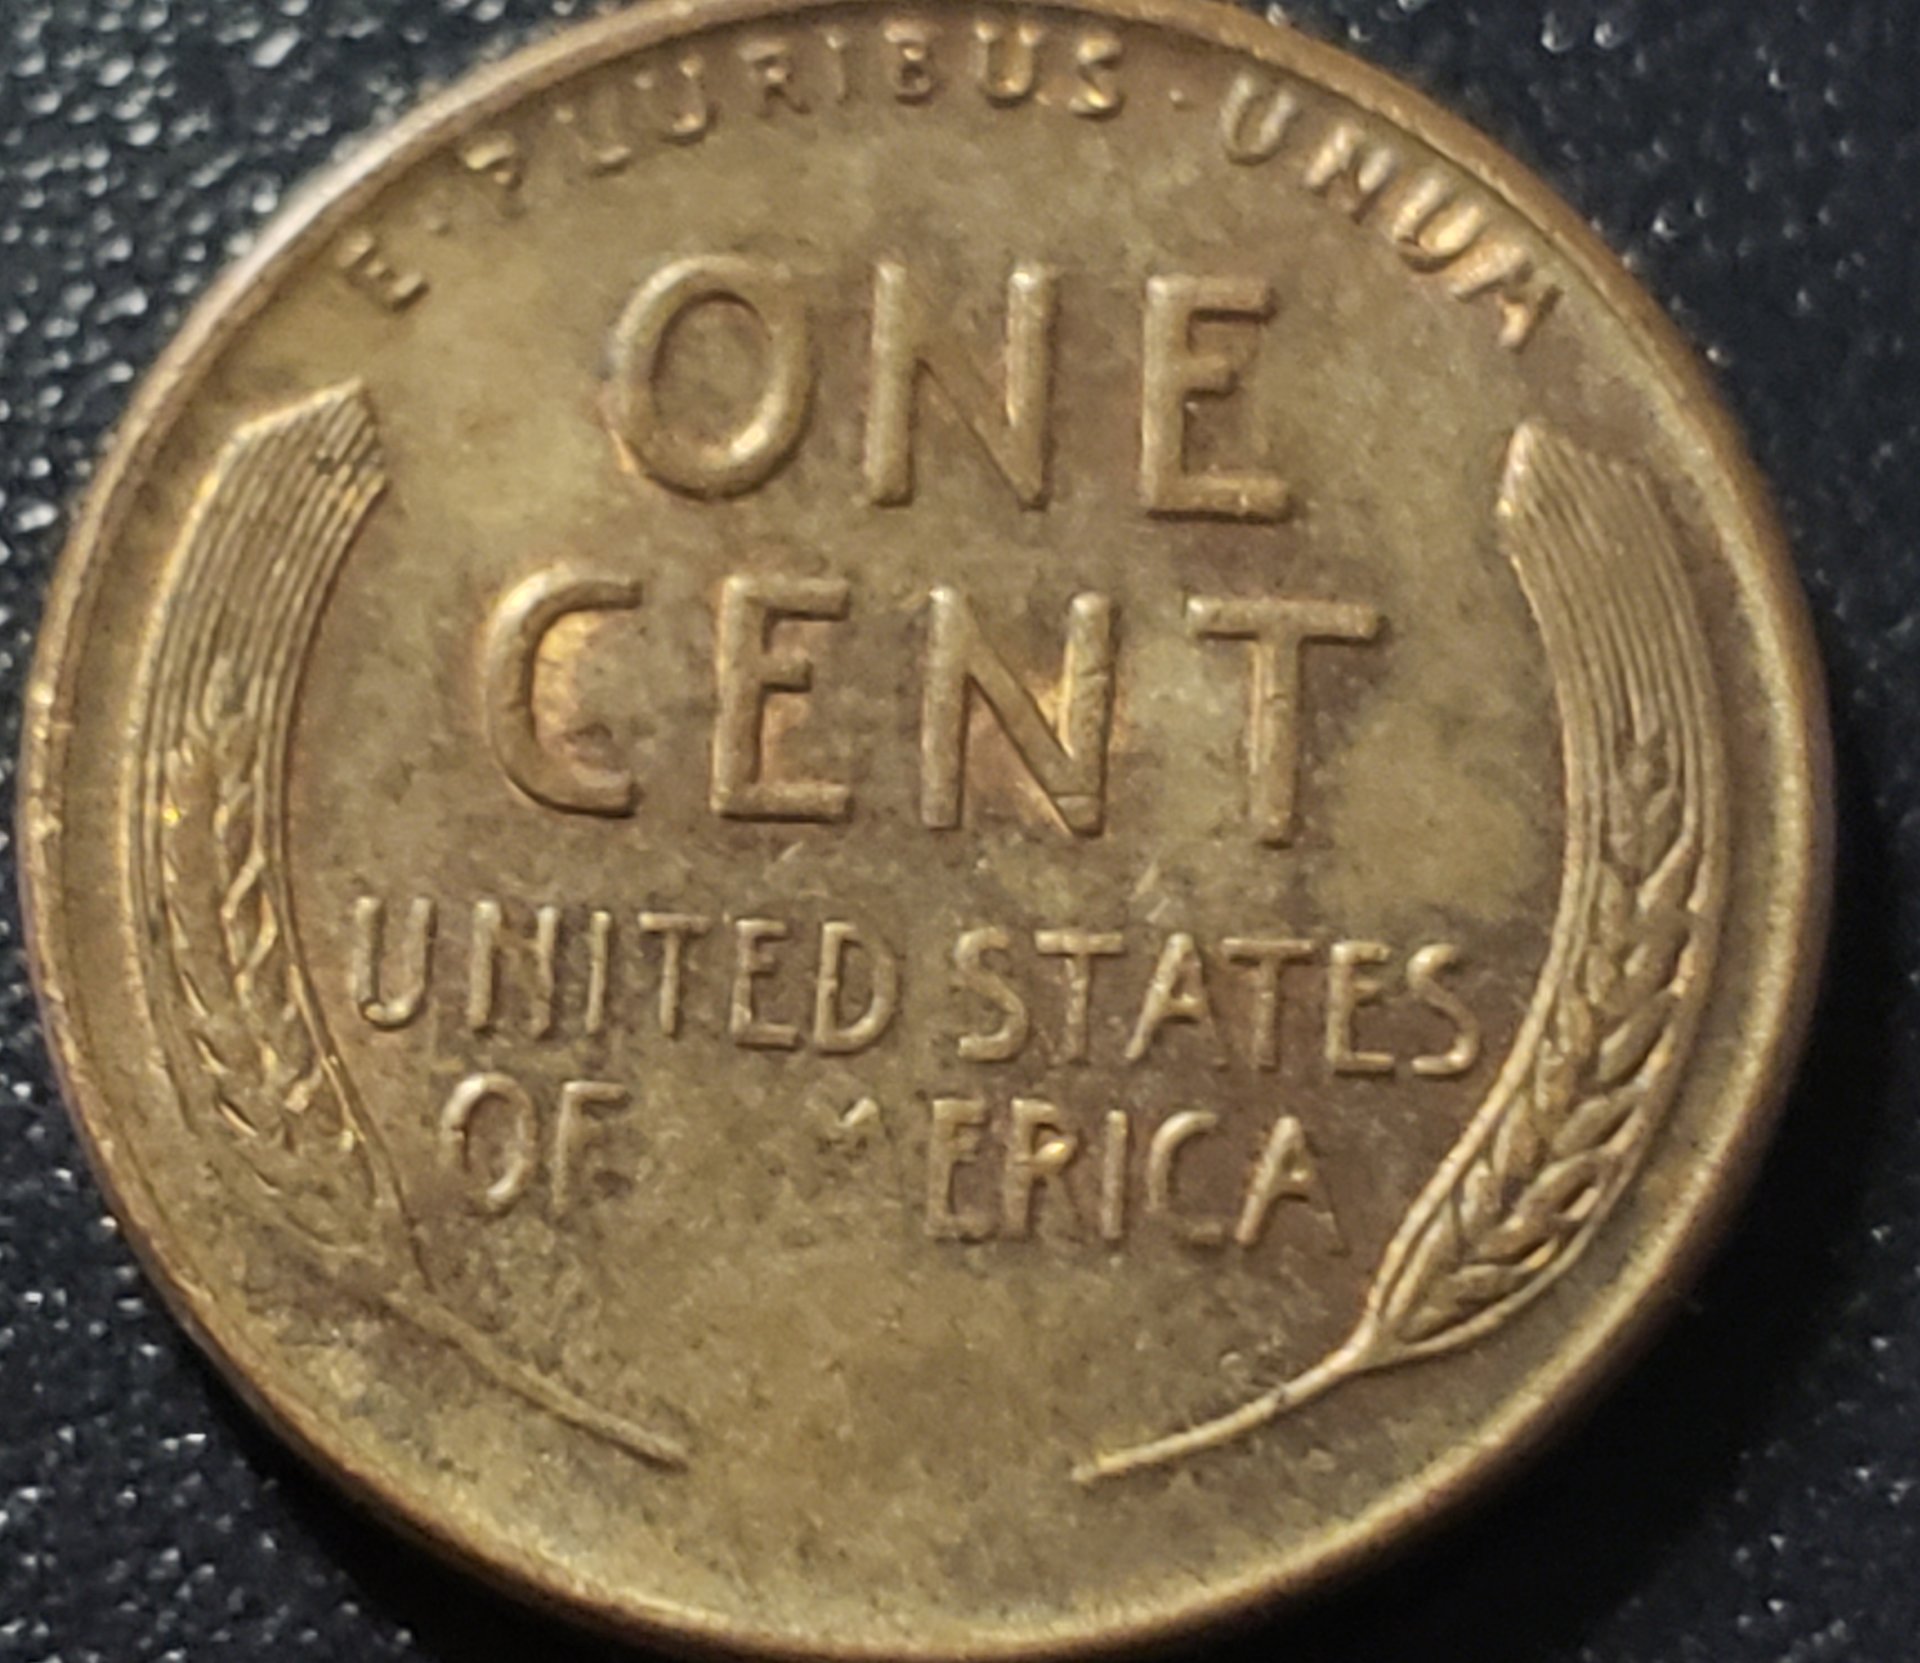 E·PLURIBUS·UNUM
ONE
CENT
UNITED STATES
OF ERICA